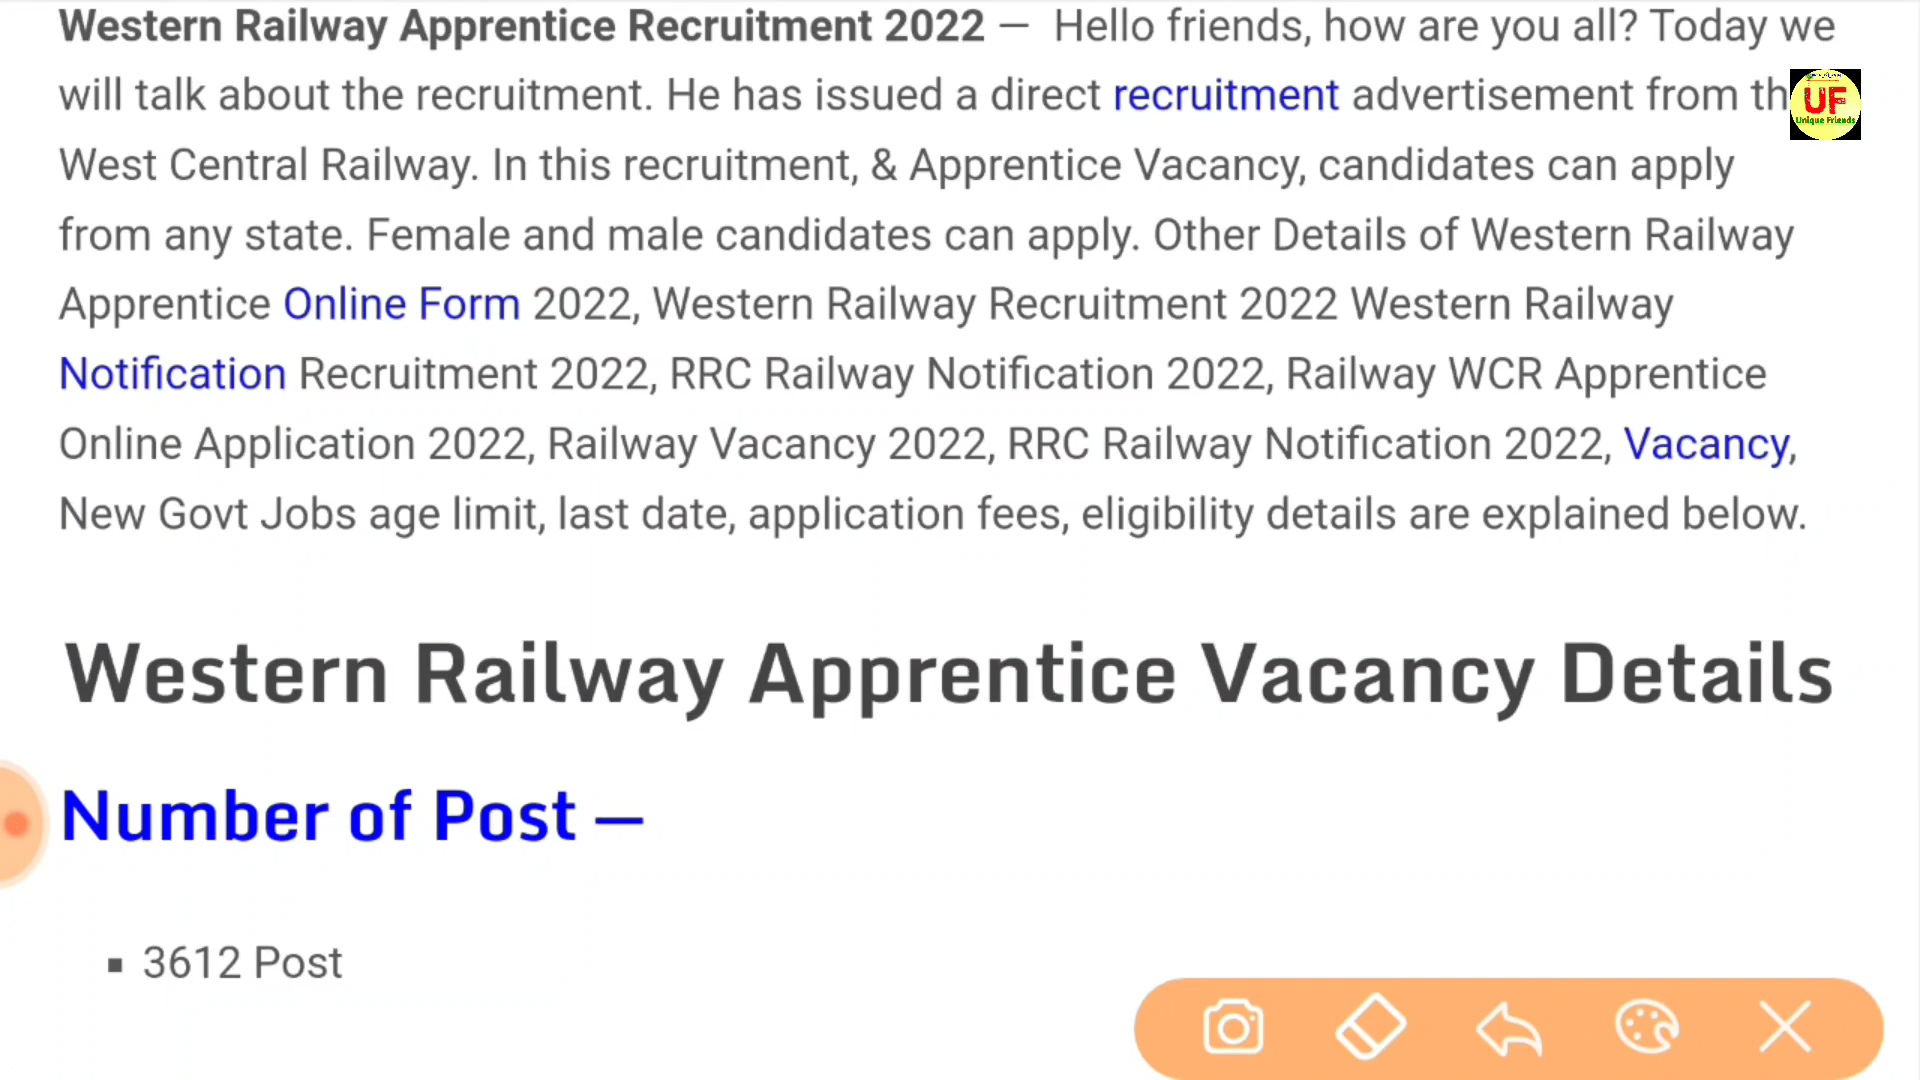 Western Railway Apprentice Recruitment 2022 — Hello friends, how are you all? Today we
will talk about the recruitment. He has issued a direct recruitment advertisement from th
UF
Unique Friends
West Central Railway. In this recruitment, & Apprentice Vacancy, candidates can apply
from any state. Female and male candidates can apply. Other Details of Western Railway
Apprentice Online Form 2022, Western Railway Recruitment 2022 Western Railway
Notification Recruitment 2022, RRC Railway Notification 2022, Railway WCR Apprentice
Online Application 2022, Railway Vacancy 2022, RRC Railway Notification 2022, Vacancy,
New Govt Jobs age limit, last date, application fees, eligibility details are explained below.
Western Railway Apprentice Vacancy Details
Number of Post —
▪ 3612 Post